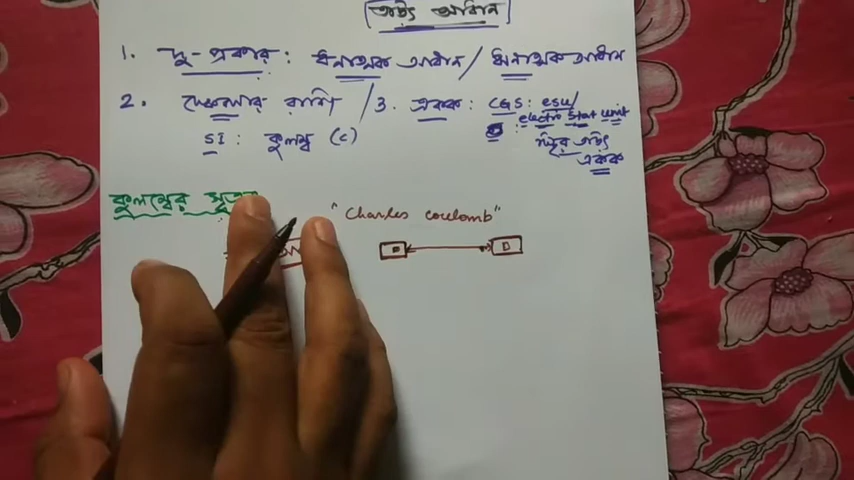 তড়িৎ আধান
1. দু-প্রকার : ধনাত্মক আধান / ঋনাত্মক আধান
2. স্কেলার রাশি / 3. একক : CGS : esu /
: electro Stat unit
SI : কুলম্ব (C)
স্থির তড়িৎ
একক
কুলম্বের সূত্র
"Charles coulomb"